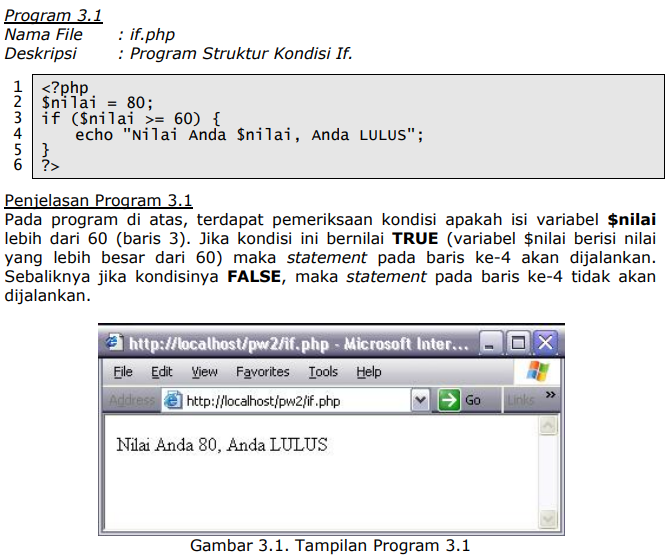 Program 3.1
Nama File : if.php
Deskripsi : Program Struktur Kondisi If.
1 <?php
2 $nilai = 80;
3 if ($nilai >= 60) {
4 echo "Nilai Anda $nilai, Anda LULUS";
5 }
6 ?>
Penjelasan Program 3.1
Pada program di atas, terdapat pemeriksaan kondisi apakah isi variabel $nilai
lebih dari 60 (baris 3). Jika kondisi ini bernilai TRUE (variabel $nilai berisi nilai
yang lebih besar dari 60) maka statement pada baris ke-4 akan dijalankan.
Sebaliknya jika kondisinya FALSE, maka statement pada baris ke-4 tidak akan
dijalankan.
http://localhost/pw2/if.php - Microsoft Inter...
File Edit View Favorites Tools Help
Address http://localhost/pw2/if.php Go Links »
Nilai Anda 80, Anda LULUS
Gambar 3.1. Tampilan Program 3.1